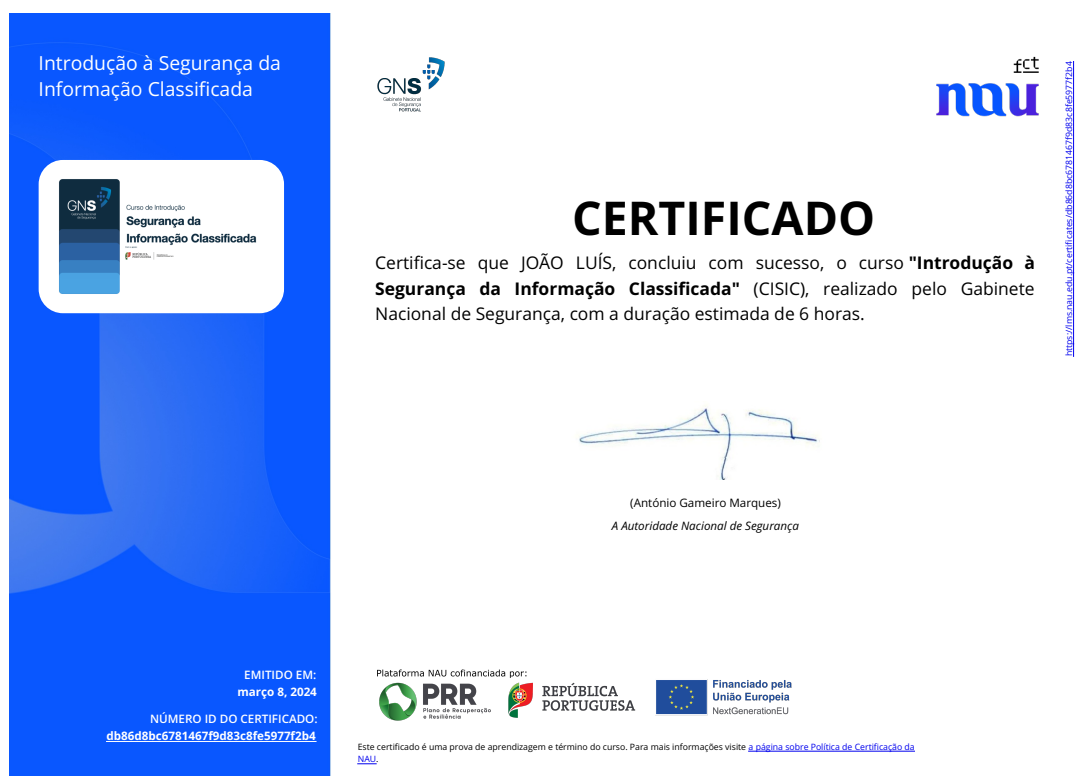 Introdução à Segurança da
Informação Classificada
GNS
Gabinete Nacional
de Segurança
Curso de Introdução
Segurança da
Informação Classificada
REPÚBLICA
PORTUGUESA
EMITIDO EM:
março 8, 2024
NÚMERO ID DO CERTIFICADO:
db86d8bc6781467f9d83c8fe5977f2b4
GNS
Gabinete Nacional
de Segurança
PORTUGAL
fct
nau
CERTIFICADO
Certifica-se que JOÃO LUÍS, concluiu com sucesso, o curso "Introdução à
Segurança da Informação Classificada" (CISIC), realizado pelo Gabinete
Nacional de Segurança, com a duração estimada de 6 horas.
(António Gameiro Marques)
A Autoridade Nacional de Segurança
Plataforma NAU cofinanciada por:
PRR
Plano de Recuperação
e Resiliência
REPÚBLICA
PORTUGUESA
Financiado pela
União Europeia
NextGenerationEU
Este certificado é uma prova de aprendizagem e término do curso. Para mais informações visite a página sobre Política de Certificação da
NAU.
https://lms.nau.edu.pt/certificates/db86d8bc6781467f9d83c8fe5977f2b4